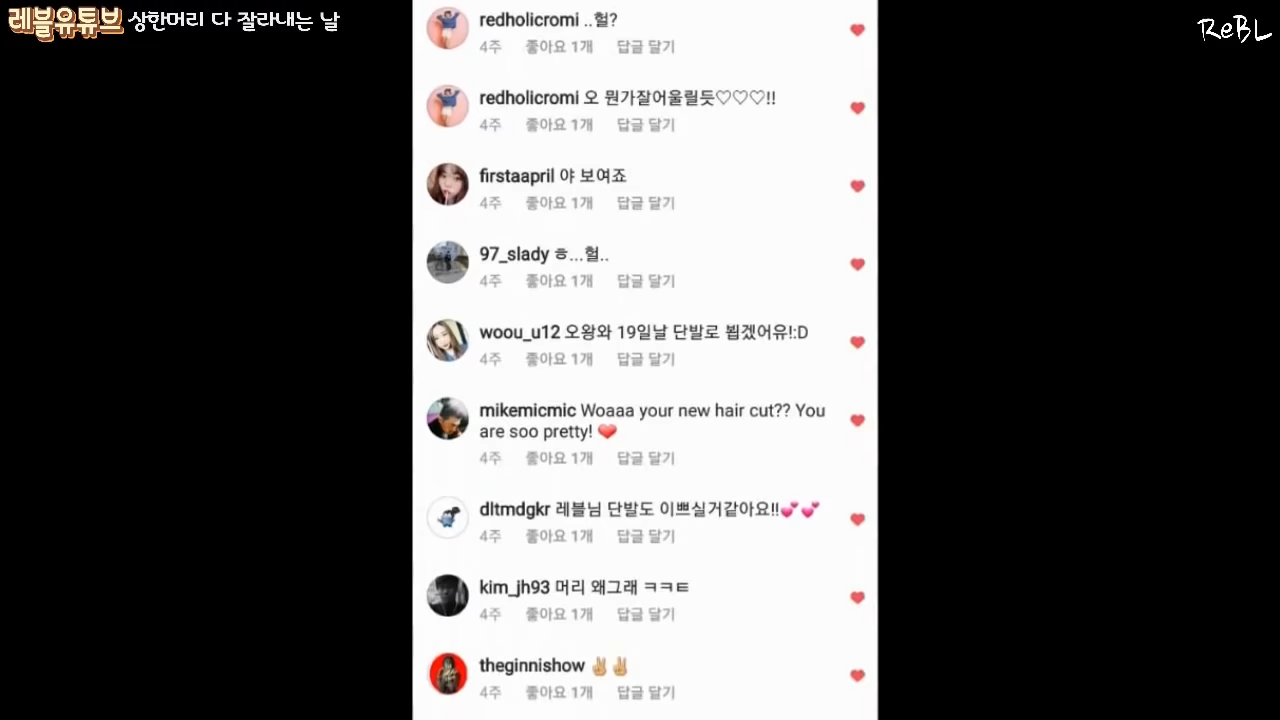 레블유튜브 상한머리 다 잘라내는 날
ReBL
redholicromi ..헐?
4주 좋아요 1개 답글 달기
redholicromi 오 뭔가잘어울릴듯♡♡♡!!
4주 좋아요 1개 답글 달기
firstaapril 야 보여죠
4주 좋아요 1개 답글 달기
97_slady ㅎ...헐..
4주 좋아요 1개 답글 달기
woou_u12 오왕와 19일날 단발로 뵙겠어유!:D
4주 좋아요 1개 답글 달기
mikemicmic Woaaa your new hair cut?? You
are soo pretty! ❤️
4주 좋아요 1개 답글 달기
dltmdgkr 레블님 단발도 이쁘실거같아요!!💕💕
4주 좋아요 1개 답글 달기
kim_jh93 머리 왜그래 ㅋㅋㅌ
4주 좋아요 1개 답글 달기
theginnishow ✌🏼✌🏼
4주 좋아요 1개 답글 달기